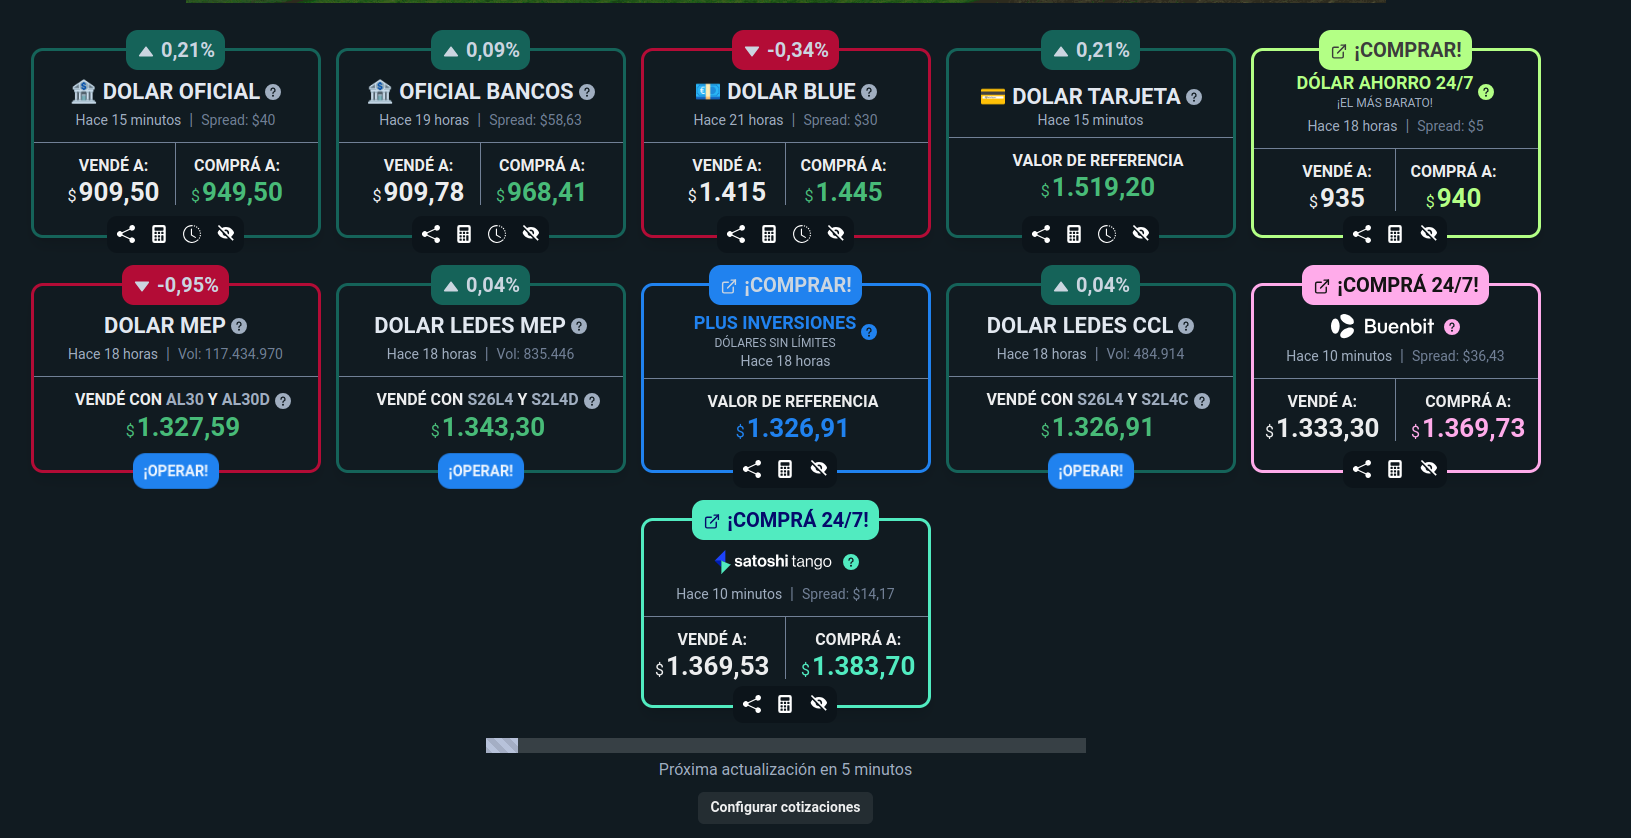 0,21%
DOLAR OFICIAL ?
Hace 15 minutos | Spread: $40
VENDÉ A: COMPRÁ A:
$909,50 $949,50
0,09%
OFICIAL BANCOS ?
Hace 19 horas | Spread: $58,63
VENDÉ A: COMPRÁ A:
$909,78 $968,41
-0,34%
DOLAR BLUE ?
Hace 21 horas | Spread: $30
VENDÉ A: COMPRÁ A:
$1.415 $1.445
0,21%
DOLAR TARJETA ?
Hace 15 minutos
VALOR DE REFERENCIA
$1.519,20
¡COMPRAR!
DÓLAR AHORRO 24/7 ?
¡EL MÁS BARATO!
Hace 18 horas | Spread: $5
VENDÉ A: COMPRÁ A:
$935 $940
-0,95%
DOLAR MEP ?
Hace 18 horas | Vol: 117.434.970
VENDÉ CON AL30 Y AL30D ?
$1.327,59
¡OPERAR!
0,04%
DOLAR LEDES MEP ?
Hace 18 horas | Vol: 835.446
VENDÉ CON S26L4 Y S2L4D ?
$1.343,30
¡OPERAR!
¡COMPRAR!
PLUS INVERSIONES ?
DÓLARES SIN LÍMITES
Hace 18 horas
VALOR DE REFERENCIA
$1.326,91
0,04%
DOLAR LEDES CCL ?
Hace 18 horas | Vol: 484.914
VENDÉ CON S26L4 Y S2L4C ?
$1.326,91
¡OPERAR!
¡COMPRÁ 24/7!
Buenbit ?
Hace 10 minutos | Spread: $36,43
VENDÉ A: COMPRÁ A:
$1.333,30 $1.369,73
¡COMPRÁ 24/7!
satoshitango ?
Hace 10 minutos | Spread: $14,17
VENDÉ A: COMPRÁ A:
$1.369,53 $1.383,70
Próxima actualización en 5 minutos
Configurar cotizaciones